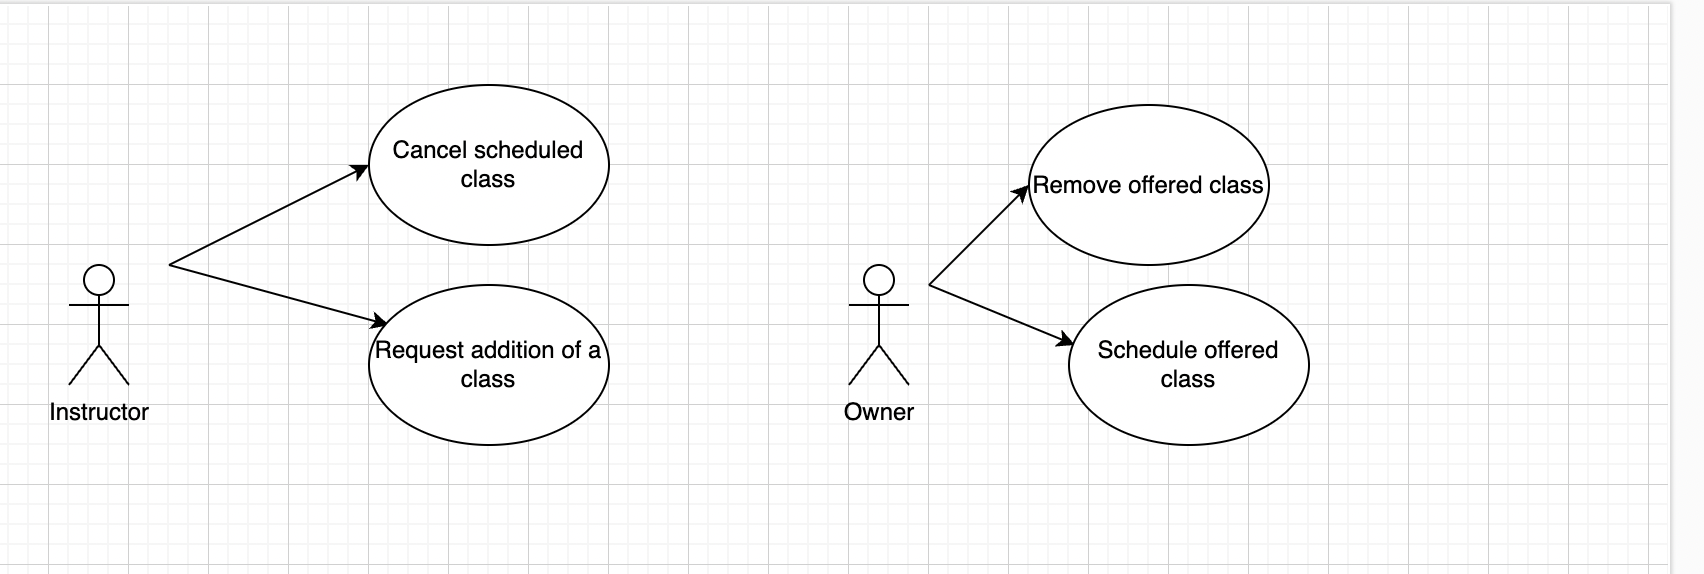 Cancel scheduled
class
Request addition of a
class
Instructor
Remove offered class
Schedule offered
class
Owner